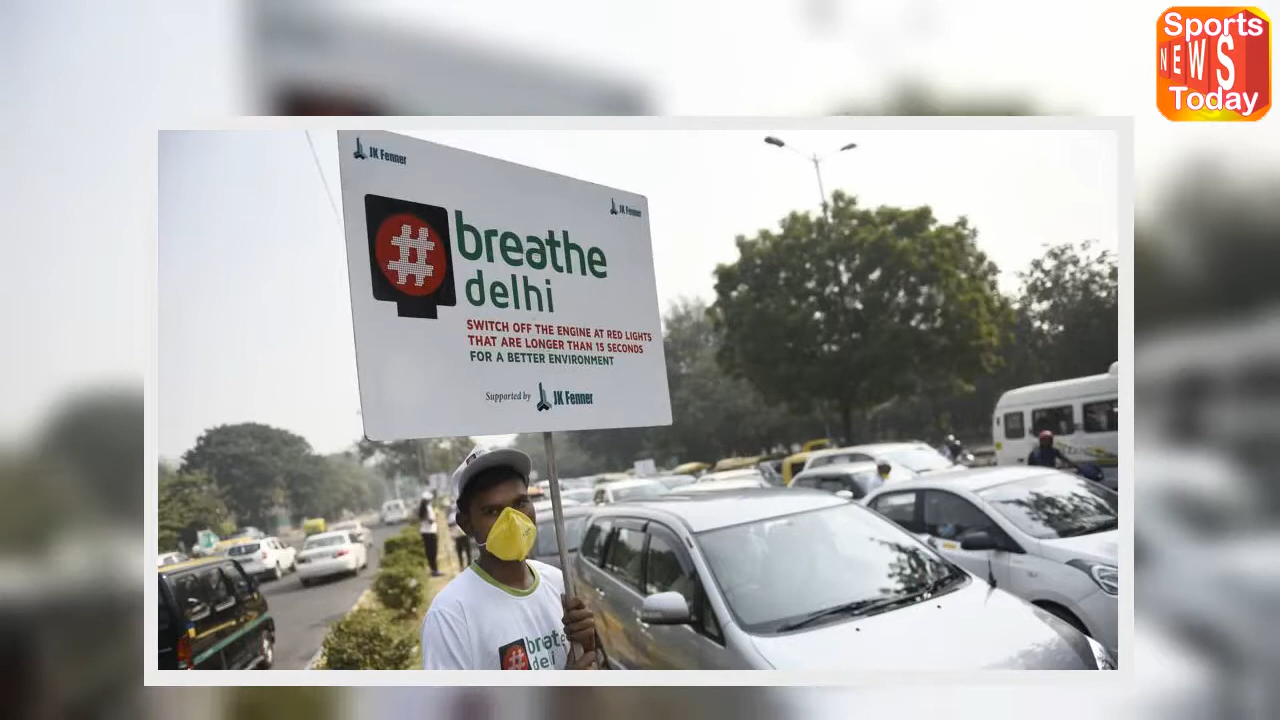 Sports
NEWS
Today
JK Fenner
JK Fenner
#
breathe
delhi
SWITCH OFF THE ENGINE AT RED LIGHTS
THAT ARE LONGER THAN 15 SECONDS
FOR A BETTER ENVIRONMENT
Supported by JK Fenner
#
breathe
del